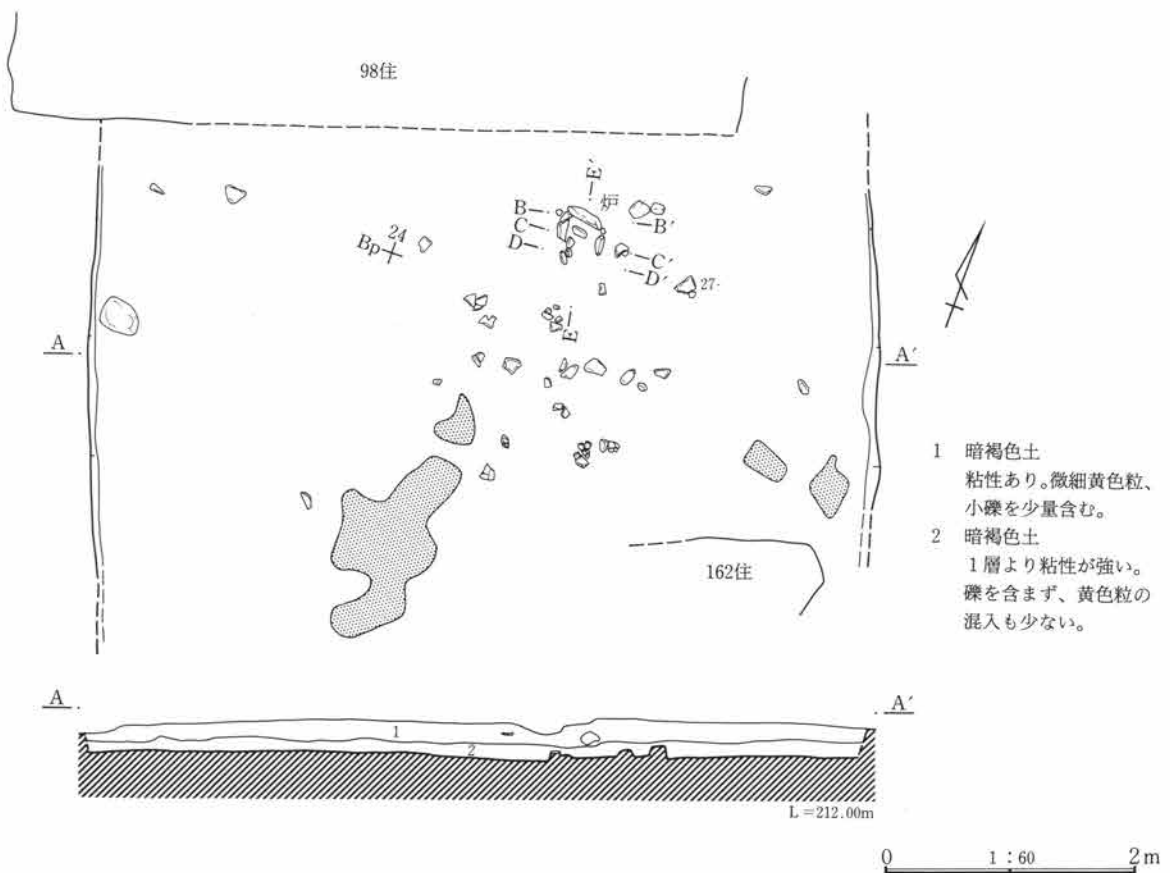 98住
E′
炉
B
B′
C
24
D
Bp
C′
D′
27
E
A
A′
1 暗褐色土
粘性あり。微細黄色粒、
小礫を少量含む。
2 暗褐色土
1層より粘性が強い。
礫を含まず、黄色粒の
混入も少ない。
162住
A
A′
1
2
L=212.00m
0 1:60 2m